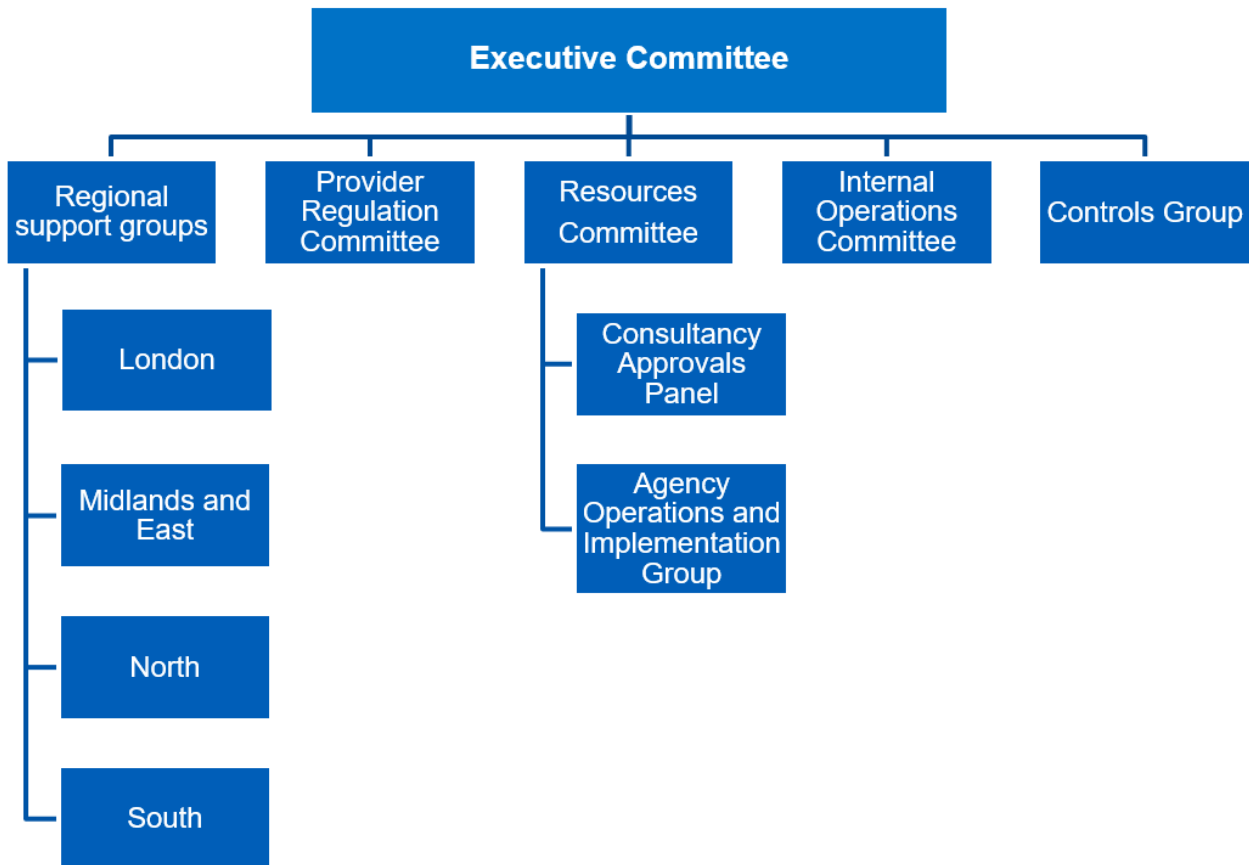 Executive Committee
Regional
support groups
Provider
Regulation
Committee
Resources
Committee
Internal
Operations
Committee
Controls Group
London
Midlands and
East
North
South
Consultancy
Approvals
Panel
Agency
Operations and
Implementation
Group